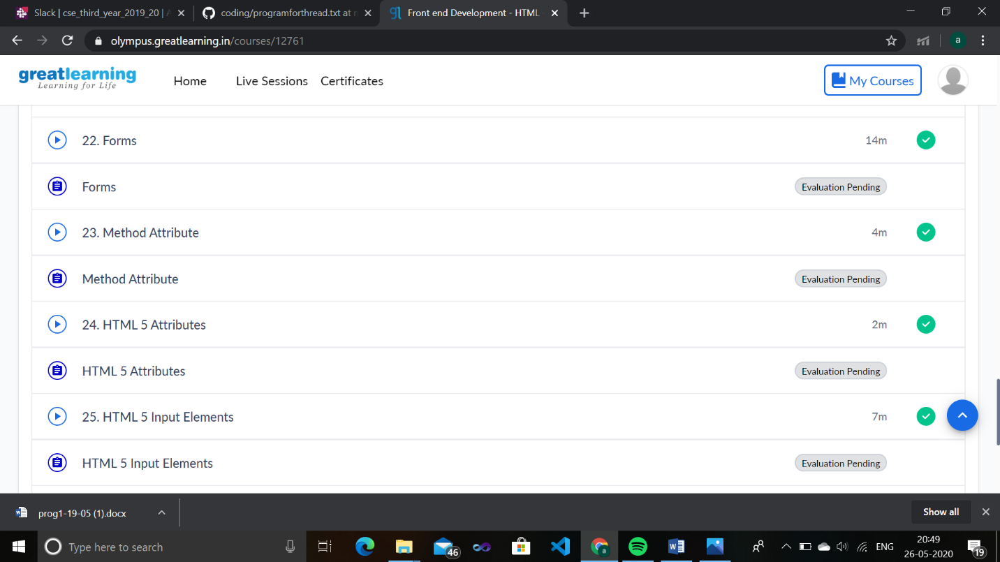 Slack | cse_third_year_2019_20 |
coding/programforthread.txt at
Front end Development - HTML
olympus.greatlearning.in/courses/12761
a
greatlearning
Learning for Life
Home
Live Sessions
Certificates
My Courses
22. Forms
14m
Forms
Evaluation Pending
23. Method Attribute
4m
Method Attribute
Evaluation Pending
24. HTML 5 Attributes
2m
HTML 5 Attributes
Evaluation Pending
25. HTML 5 Input Elements
7m
HTML 5 Input Elements
Evaluation Pending
prog1-19-05 (1).docx
Show all
Type here to search
46
a
ENG
20:49
26-05-2020
19